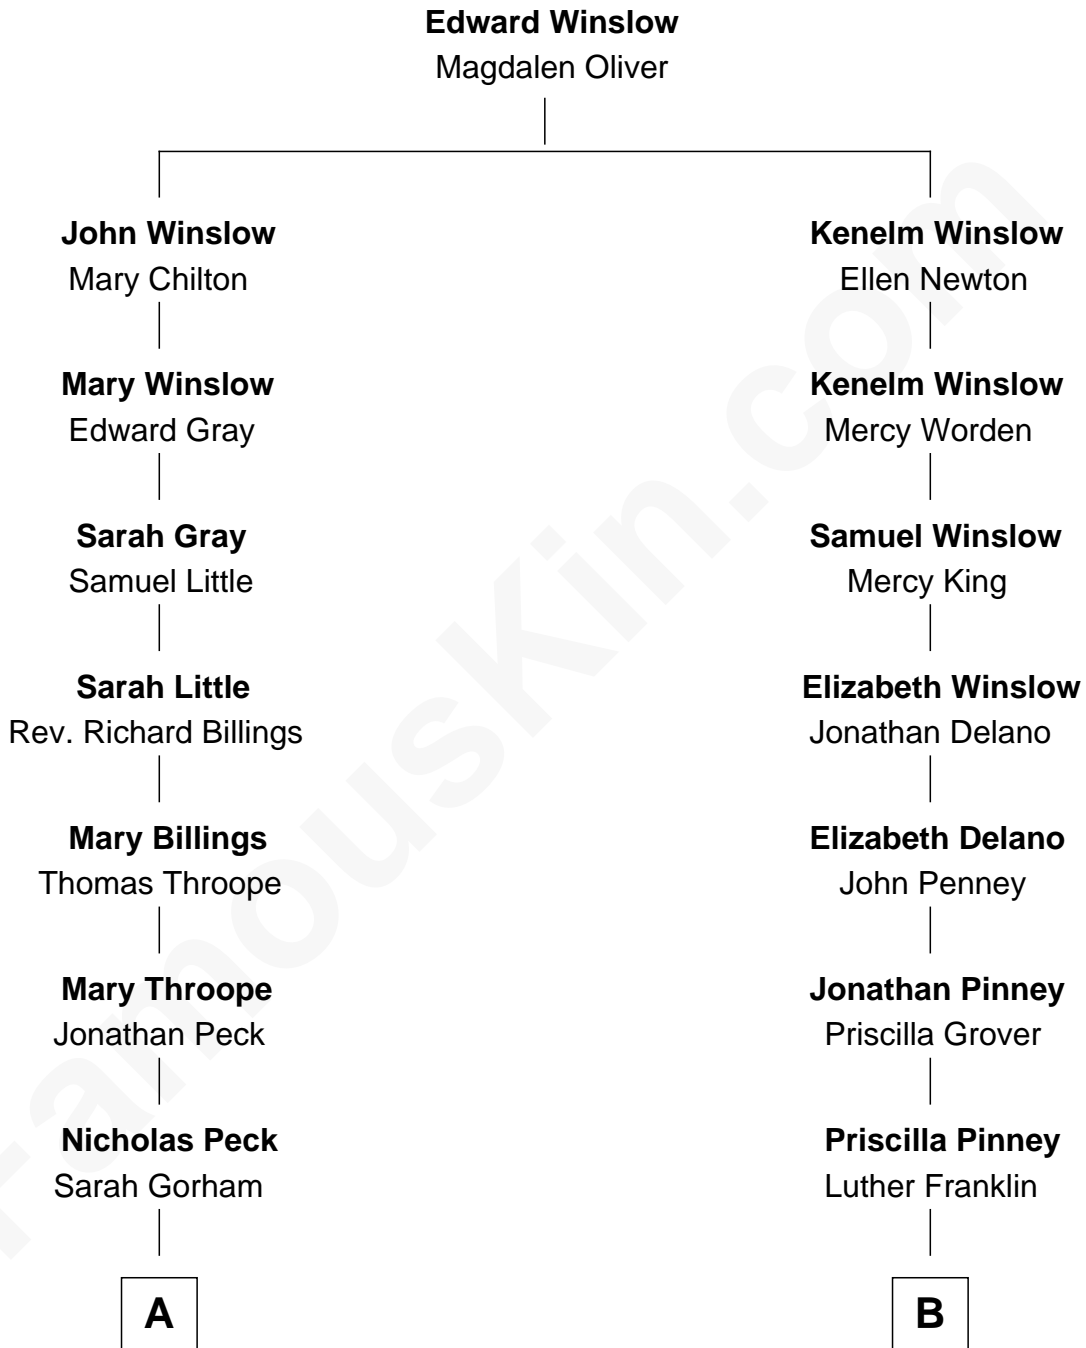 Edward Winslow
Magdalen Oliver
John Winslow
Mary Chilton
Kenelm Winslow
Ellen Newton
Mary Winslow
Edward Gray
Kenelm Winslow
Mercy Worden
Sarah Gray
Samuel Little
Samuel Winslow
Mercy King
Sarah Little
Rev. Richard Billings
Elizabeth Winslow
Jonathan Delano
Mary Billings
Thomas Throope
Elizabeth Delano
John Penney
Mary Throope
Jonathan Peck
Jonathan Pinney
Priscilla Grover
Nicholas Peck
Sarah Gorham
Priscilla Pinney
Luther Franklin
A
B
FamousKin.com